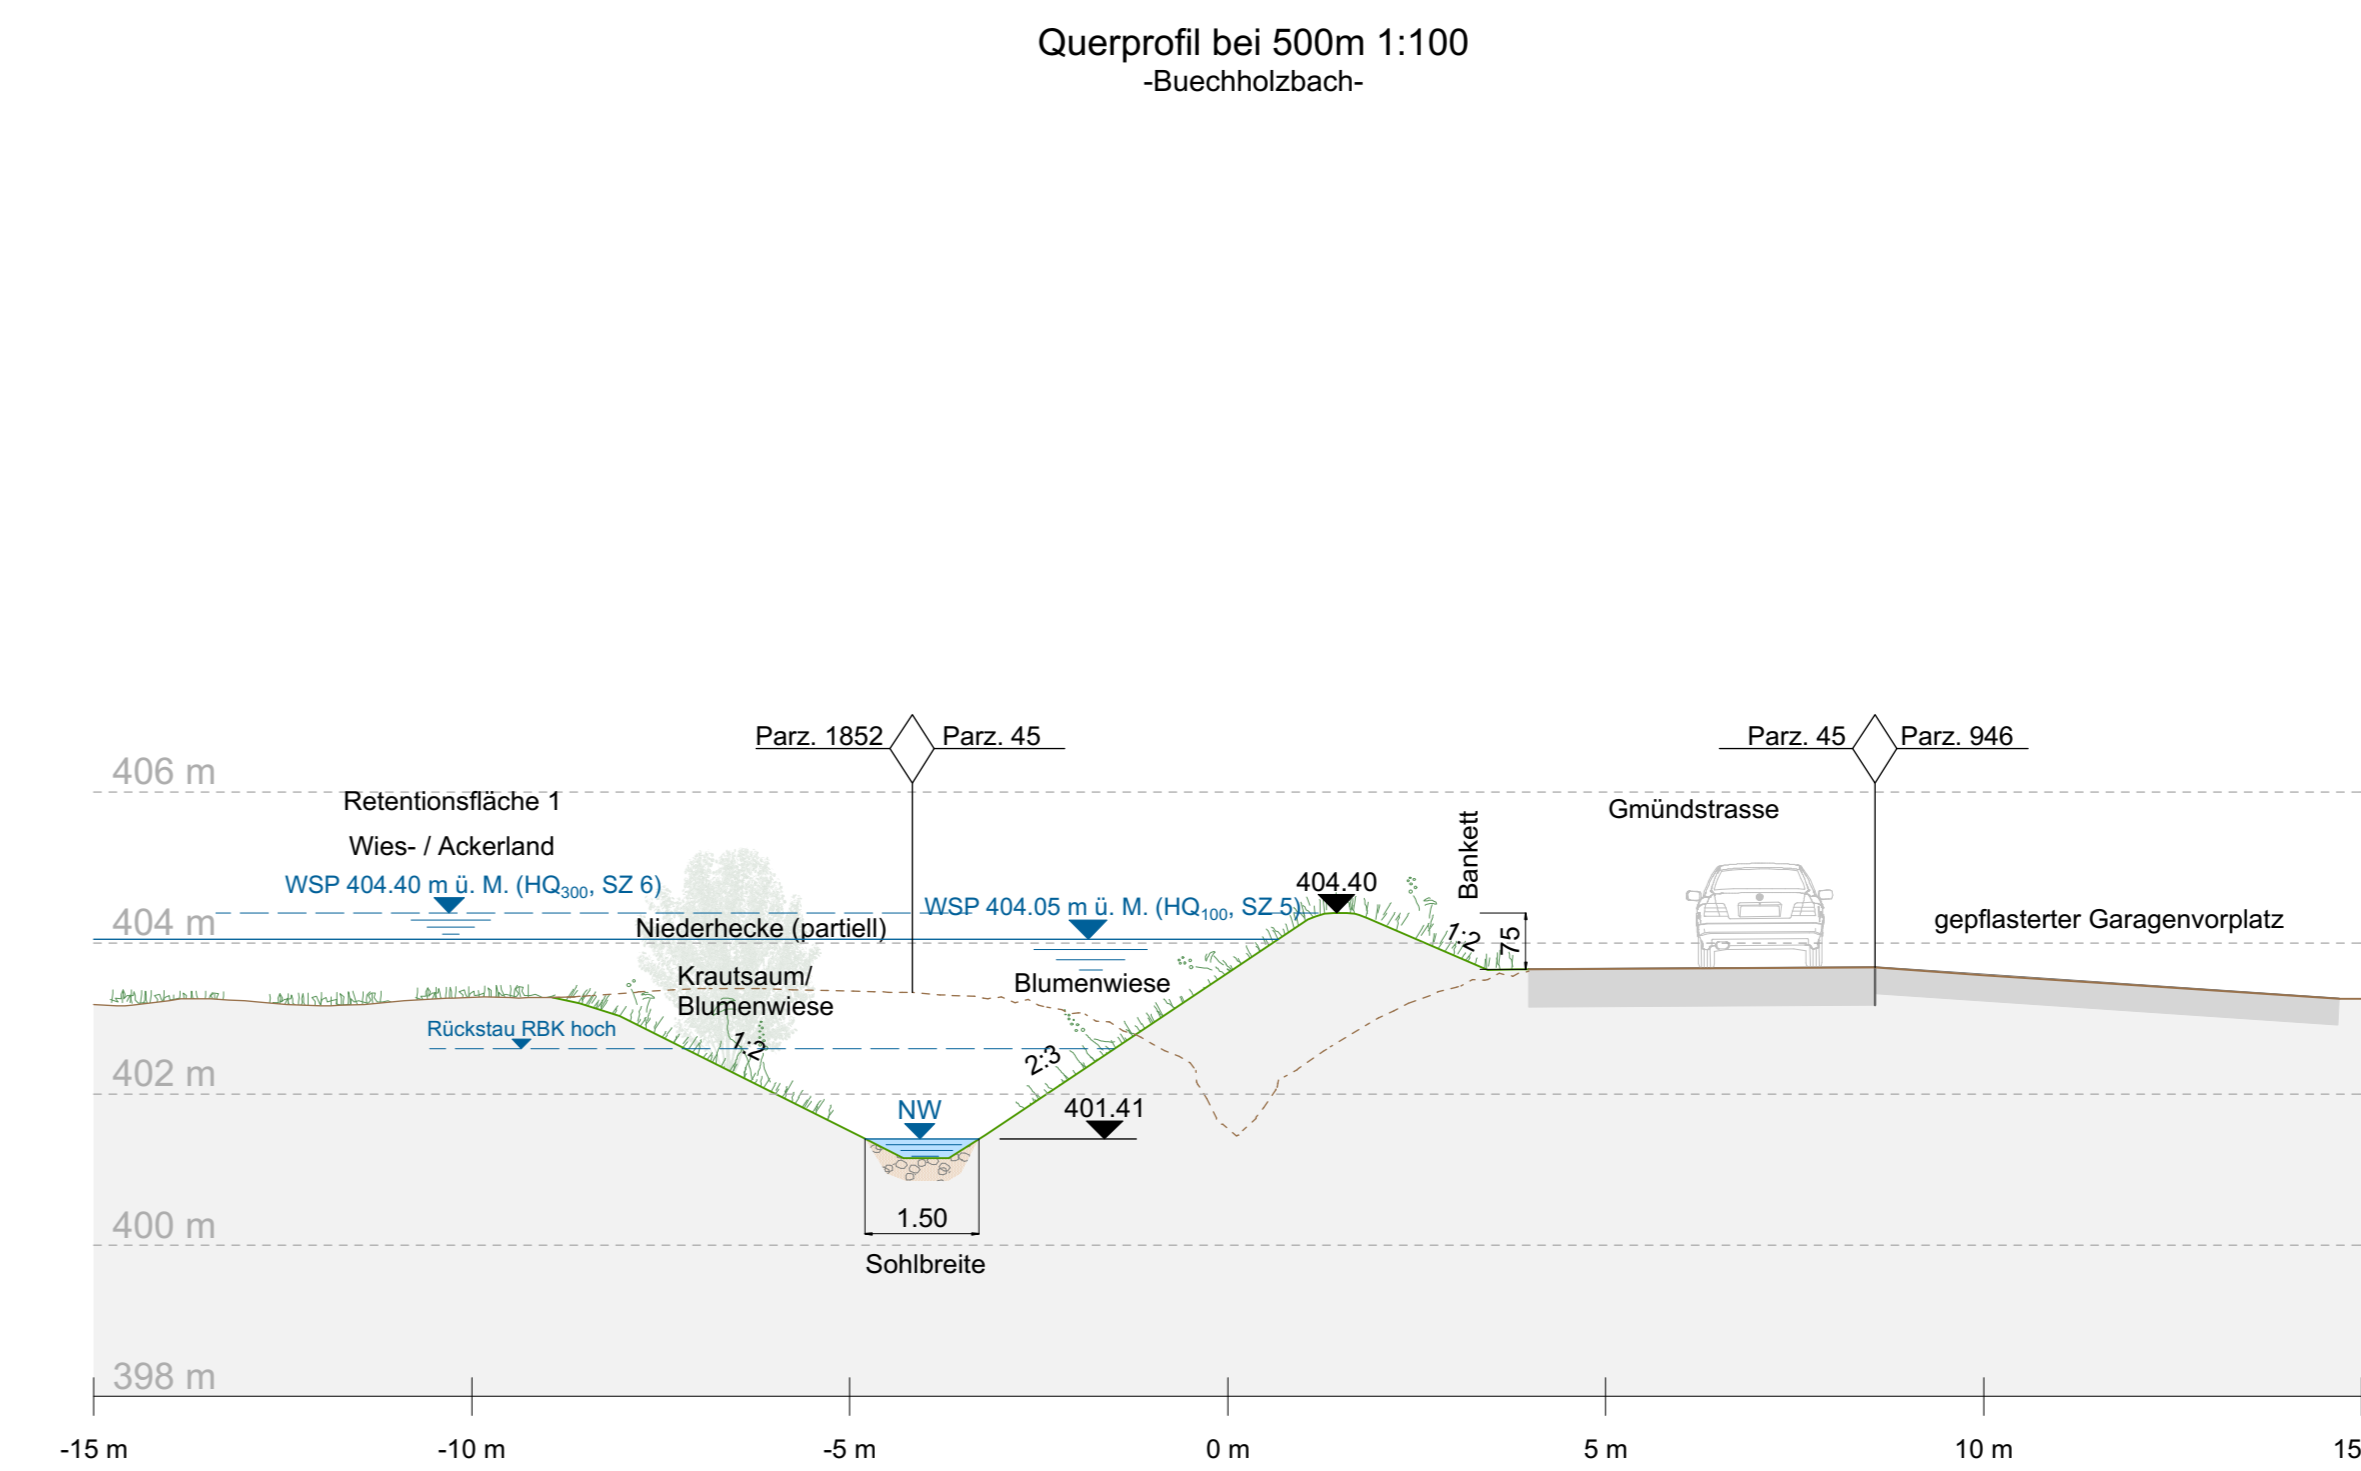 Querprofil bei 500m 1:100
-Buechholzbach-
Parz. 1852
Parz. 45
Parz. 45
Parz. 946
406 m
Retentionsfläche 1
Wies- / Ackerland
WSP 404.40 m ü. M. (HQ300, SZ 6)
404 m
Niederhecke (partiell)
Krautsaum/
Blumenwiese
WSP 404.05 m ü. M. (HQ100, SZ 5)
Blumenwiese
404.40
Bankett
1:2
75
Gmündstrasse
gepflasterter Garagenvorplatz
Rückstau RBK hoch
1:2
2:3
402 m
NW
401.41
1.50
Sohlbreite
400 m
398 m
-15 m
-10 m
-5 m
0 m
5 m
10 m
15